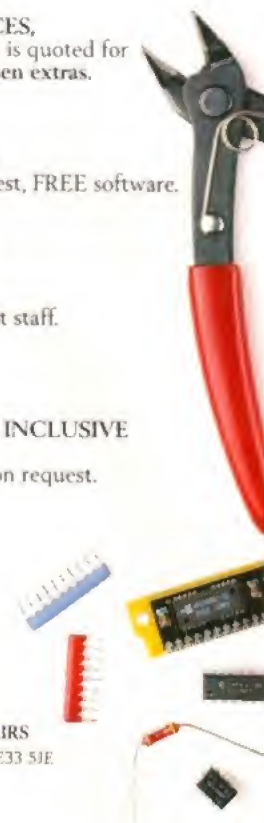 CES,
is quoted for
en extras.
est, FREE software.
t staff.
INCLUSIVE
on request.
IRS
E33 5JE